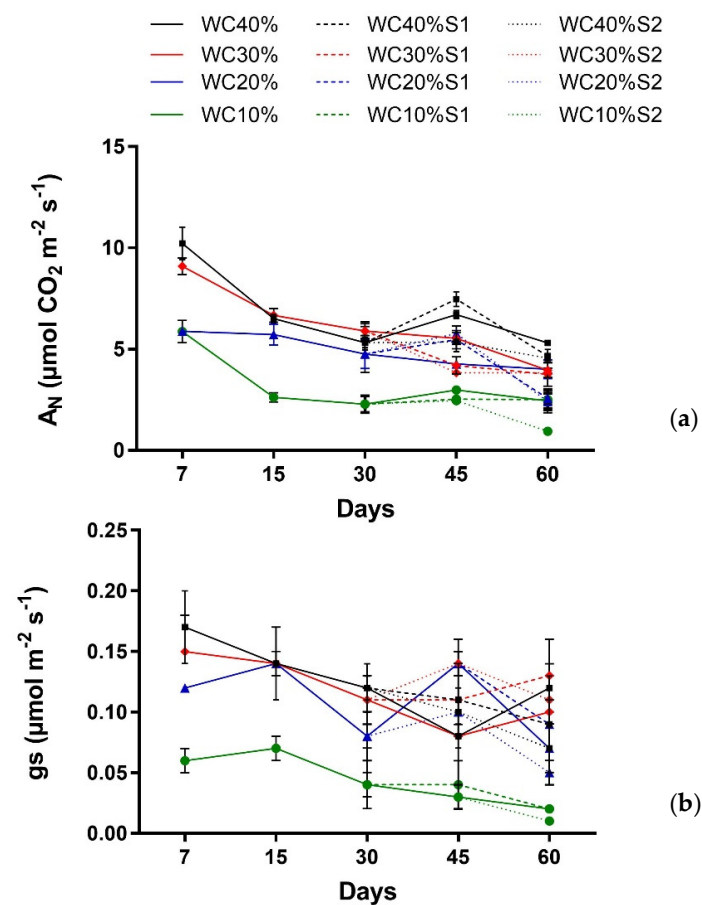 WC40% WC40%S1 WC40%S2
WC30% WC30%S1 WC30%S2
WC20% WC20%S1 WC20%S2
WC10% WC10%S1 WC10%S2
15
10
5
0
A_N (µmol CO₂ m⁻² s⁻¹)
7 15 30 45 60
Days
(a)
0.25
0.20
0.15
0.10
0.05
0.00
gs (µmol m⁻² s⁻¹)
7 15 30 45 60
Days
(b)